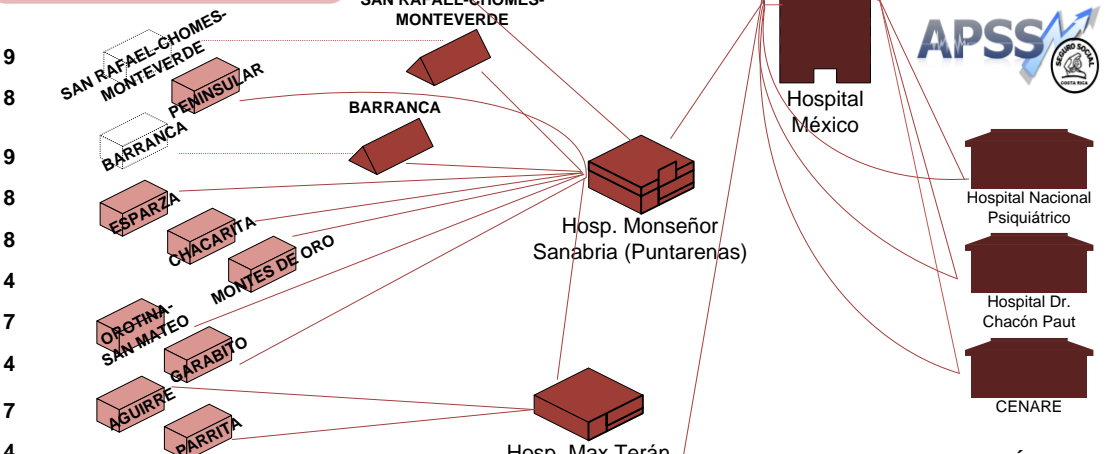 SAN RAFAEL-CHOMES-
MONTEVERDE
APSS
SEGURO SOCIAL
COSTA RICA
9
SAN RAFAEL-CHOMES-
MONTEVERDE
8
PENINSULAR
Hospital
México
BARRANCA
9
BARRANCA
8
ESPARZA
Hospital Nacional
Psiquiátrico
8
CHACARITA
Hosp. Monseñor
Sanabria (Puntarenas)
4
MONTES DE ORO
Hospital Dr.
Chacón Paut
7
OROTINA-
SAN MATEO
4
GARABITO
7
AGUIRRE
CENARE
4
PARRITA
Hosp. Max Terán